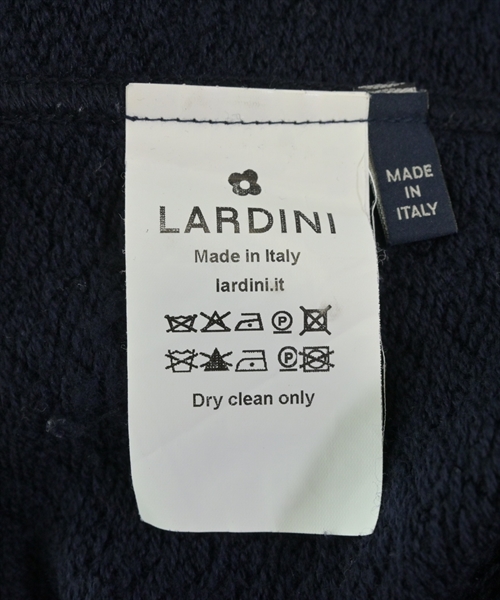 LARDINI
Made in Italy
lardini.it
P
P
Dry clean only
MADE
IN
ITALY